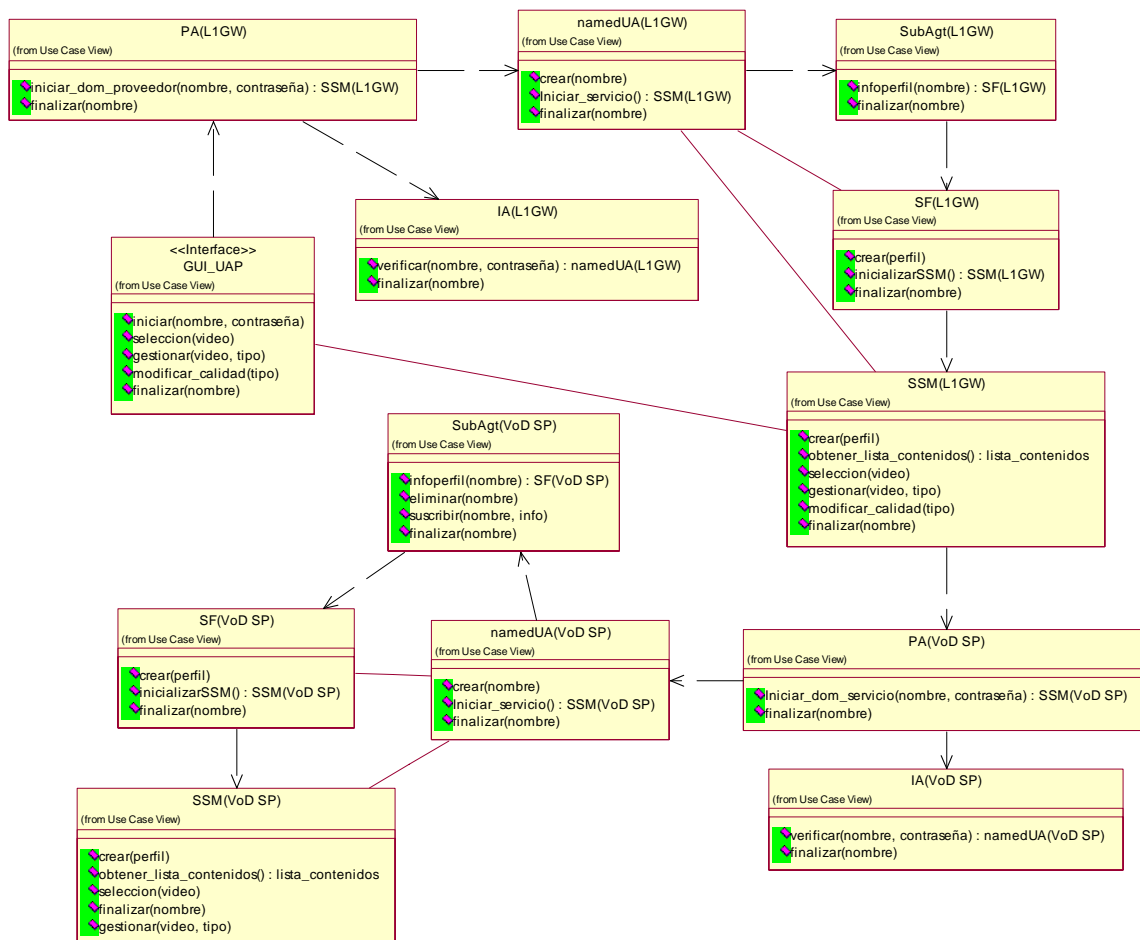 PA(L1GW)
(from Use Case View)
iniciar_dom_proveedor(nombre, contraseña) : SSM(L1GW)
finalizar(nombre)
namedUA(L1GW)
(from Use Case View)
crear(nombre)
Iniciar_servicio() : SSM(L1GW)
finalizar(nombre)
SubAgt(L1GW)
(from Use Case View)
infoperfil(nombre) : SF(L1GW)
finalizar(nombre)
IA(L1GW)
(from Use Case View)
verificar(nombre, contraseña) : namedUA(L1GW)
finalizar(nombre)
SF(L1GW)
(from Use Case View)
crear(perfil)
inicializarSSM() : SSM(L1GW)
finalizar(nombre)
<<Interface>>
GUI_UAP
(from Use Case View)
iniciar(nombre, contraseña)
seleccion(video)
gestionar(video, tipo)
modificar_calidad(tipo)
finalizar(nombre)
SSM(L1GW)
(from Use Case View)
crear(perfil)
obtener_lista_contenidos() : lista_contenidos
seleccion(video)
gestionar(video, tipo)
modificar_calidad(tipo)
finalizar(nombre)
SubAgt(VoD SP)
(from Use Case View)
infoperfil(nombre) : SF(VoD SP)
eliminar(nombre)
suscribir(nombre, info)
finalizar(nombre)
SF(VoD SP)
(from Use Case View)
crear(perfil)
inicializarSSM() : SSM(VoD SP)
finalizar(nombre)
namedUA(VoD SP)
(from Use Case View)
crear(nombre)
Iniciar_servicio() : SSM(VoD SP)
finalizar(nombre)
PA(VoD SP)
(from Use Case View)
Iniciar_dom_servicio(nombre, contraseña) : SSM(VoD SP)
finalizar(nombre)
IA(VoD SP)
(from Use Case View)
verificar(nombre, contraseña) : namedUA(VoD SP)
finalizar(nombre)
SSM(VoD SP)
(from Use Case View)
crear(perfil)
obtener_lista_contenidos() : lista_contenidos
seleccion(video)
finalizar(nombre)
gestionar(video, tipo)